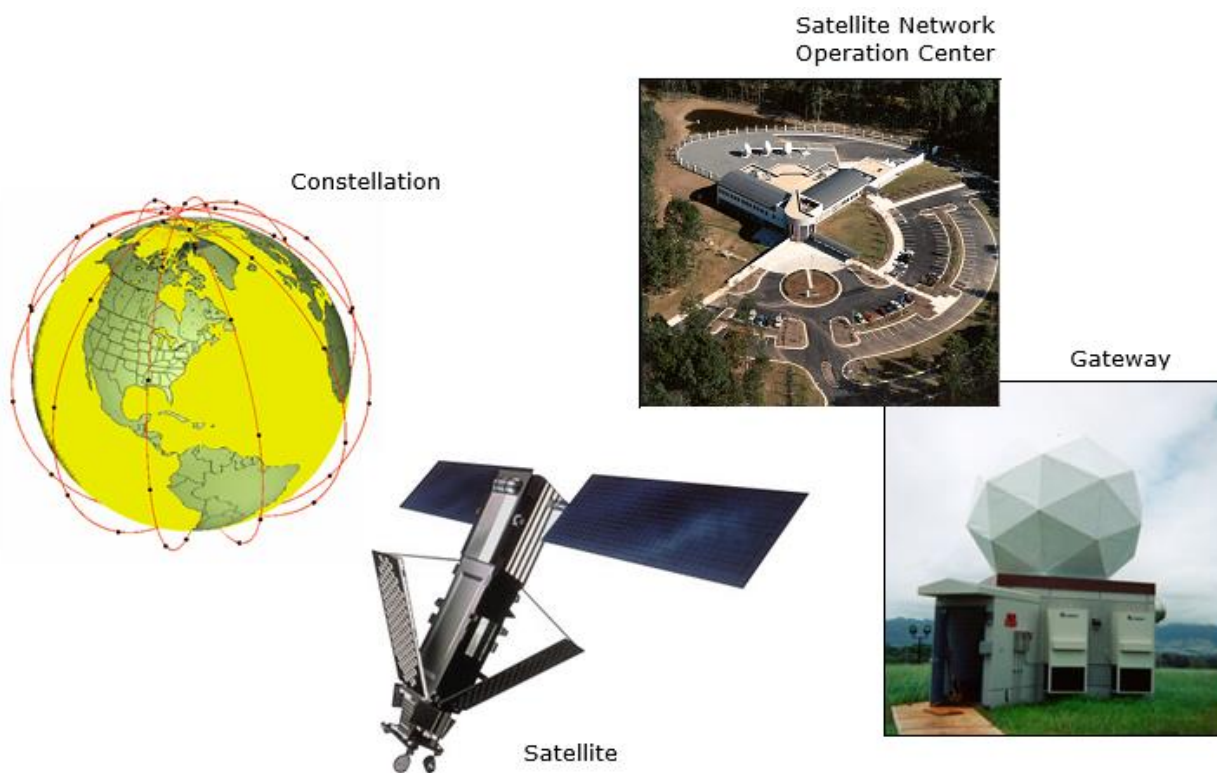 Satellite Network
Operation Center
Constellation
Gateway
Satellite